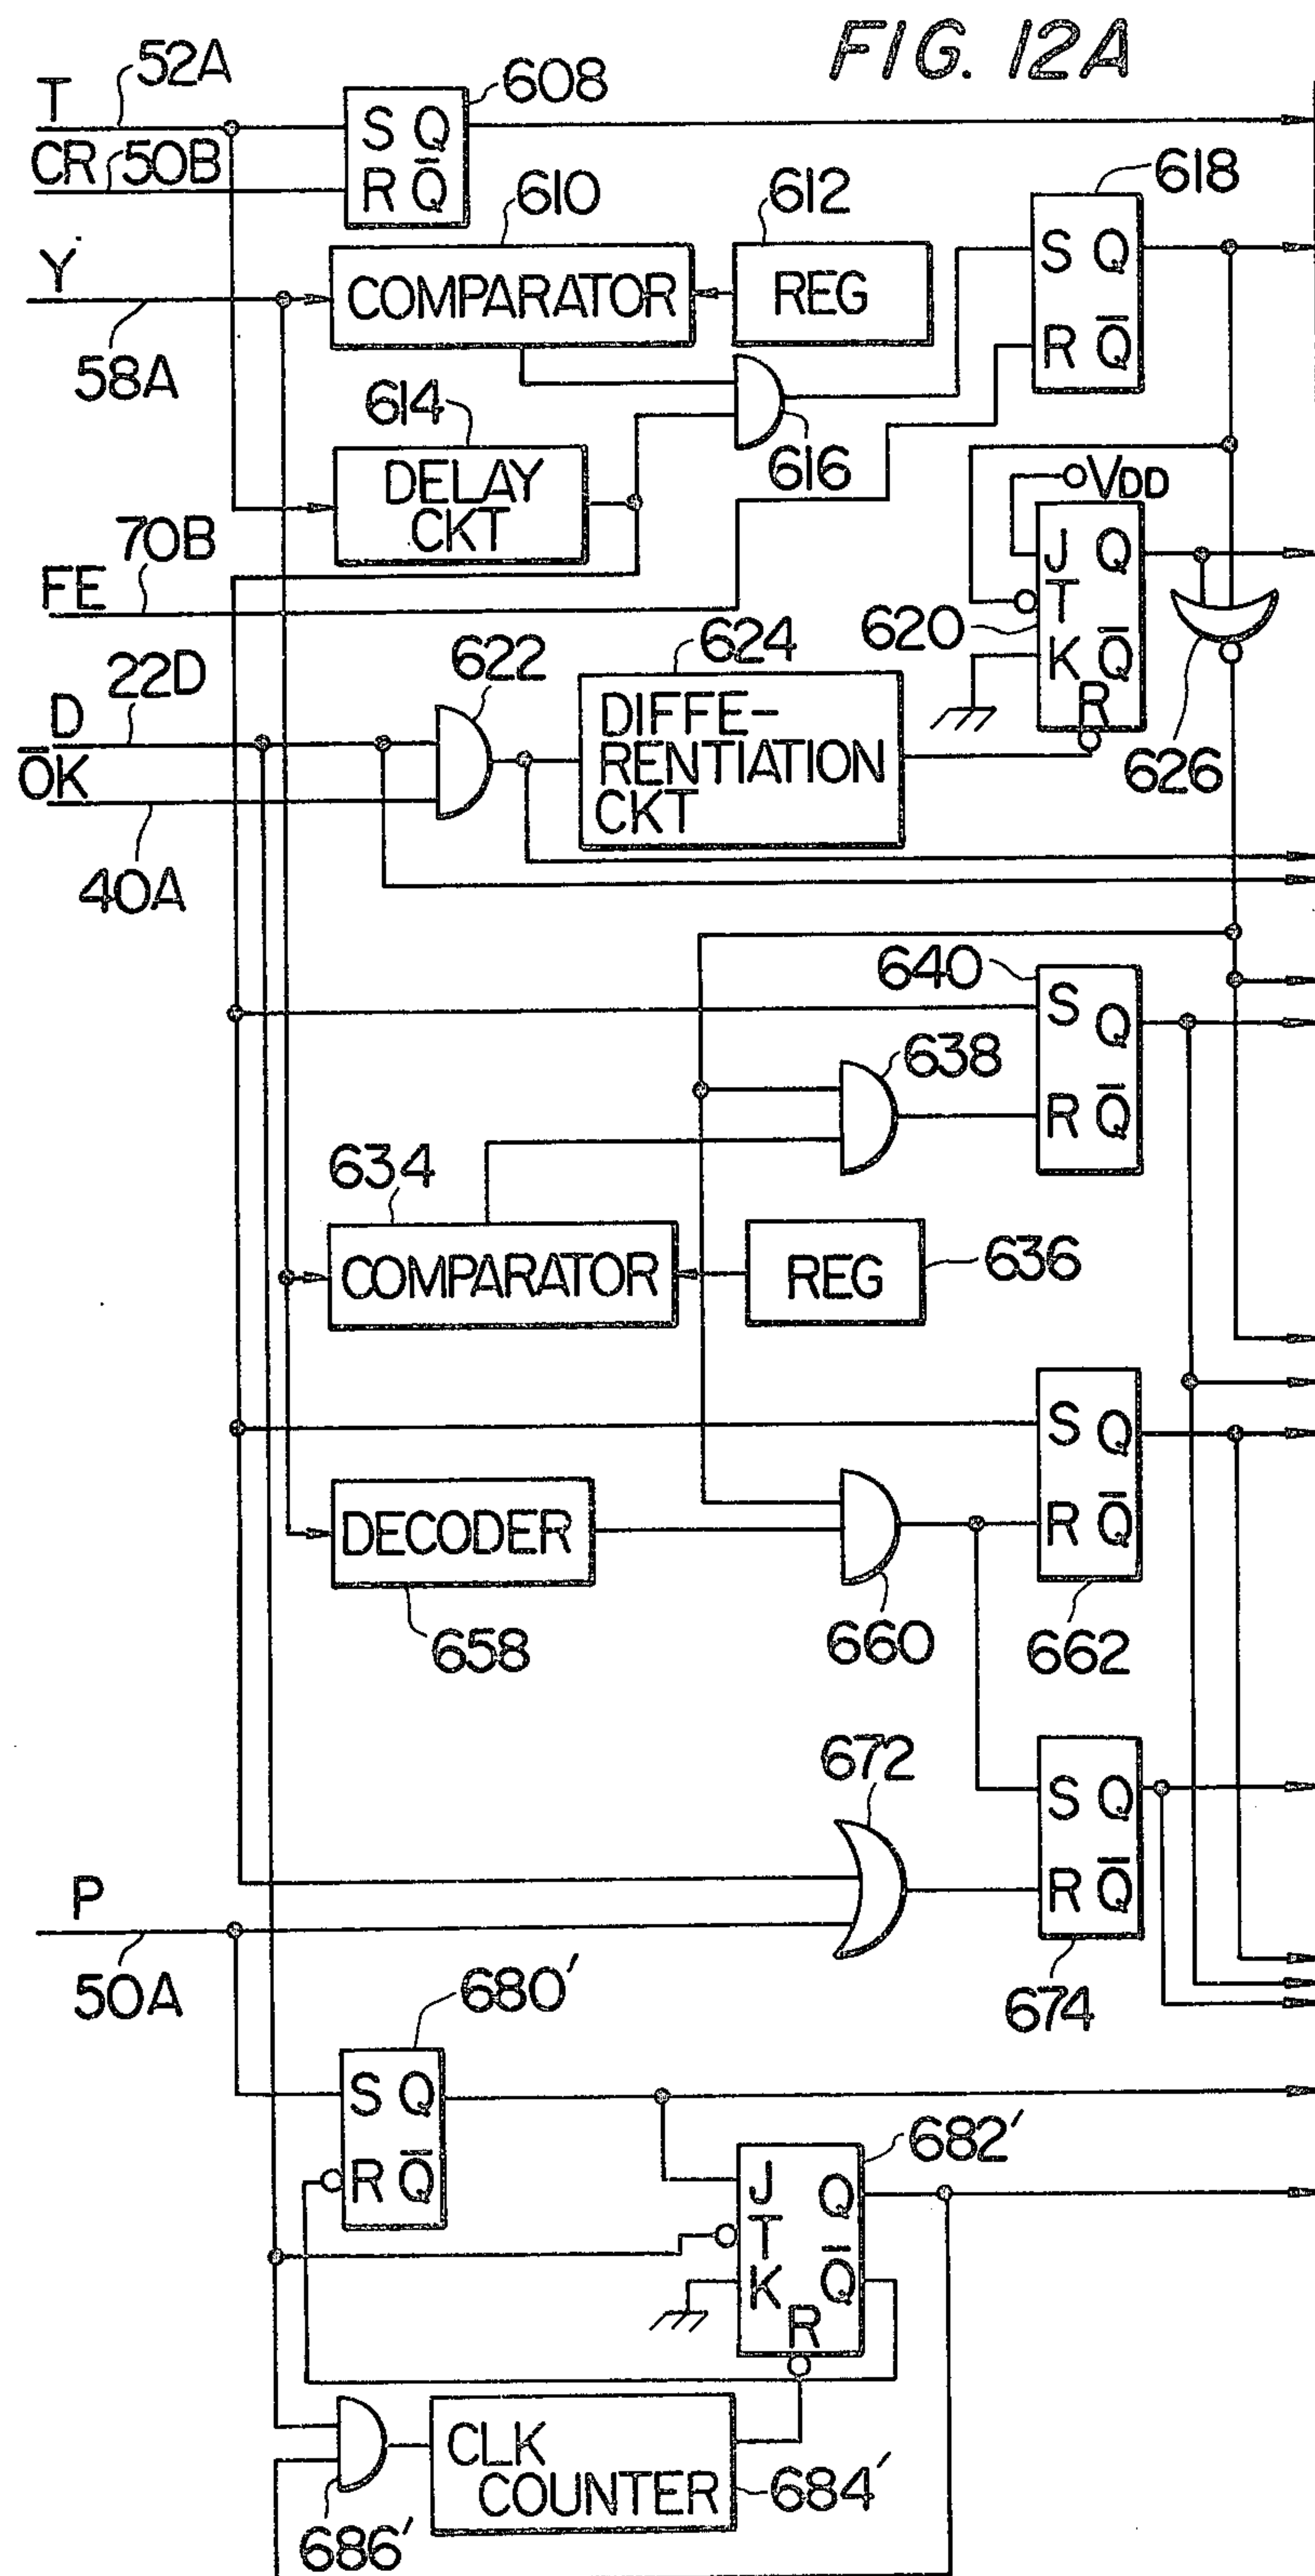 FIG. 12A
T
52A
608
S Q
R Q̅
CR
50B
610
612
618
Y
COMPARATOR
REG
S Q
R Q̅
58A
614
616
DELAY
CKT
VDD
70B
FE
J Q
T
K Q̅
R
620
626
22D
622
624
D
O̅K
DIFFE-
RENTIATION
CKT
40A
640
S Q
R Q̅
638
634
COMPARATOR
REG
636
S Q
R Q̅
DECODER
658
660
662
672
S Q
R Q̅
P
50A
674
680′
S Q
R Q̅
682′
J Q
T
K Q̅
R
CLK
COUNTER
684′
686′